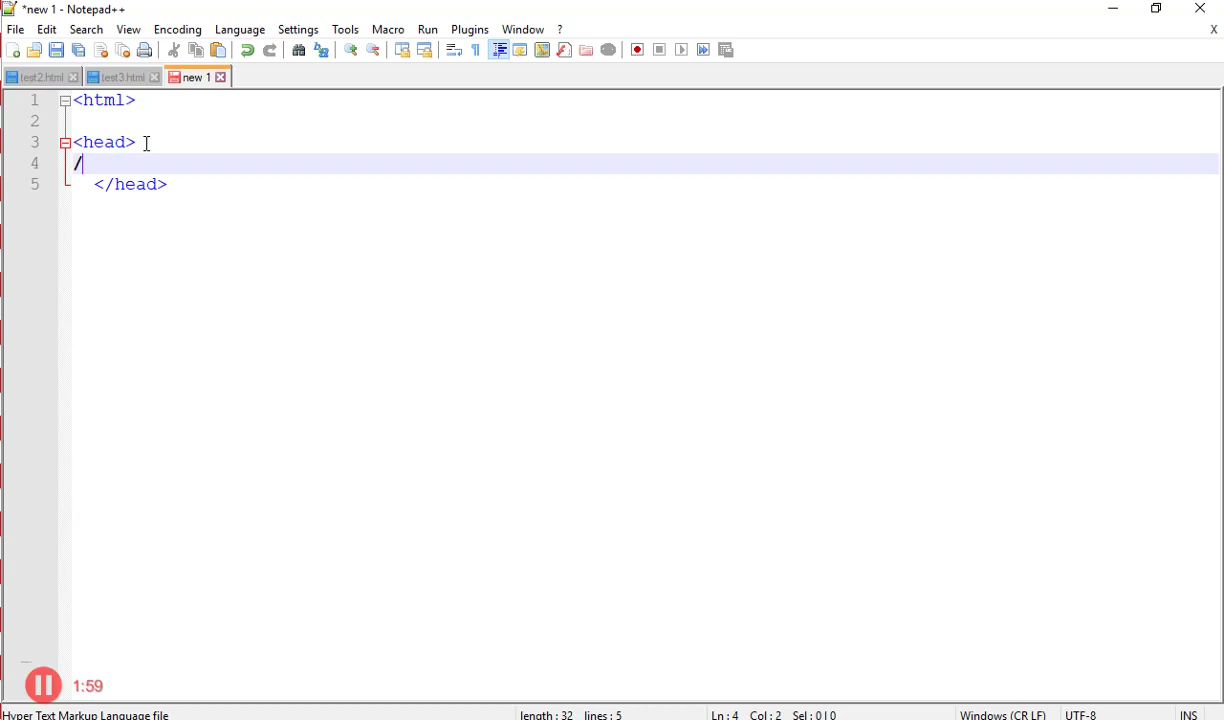 *new 1 - Notepad++
File Edit Search View Encoding Language Settings Tools Macro Run Plugins Window ? X
test2.html test3.html new 1
1 <html>
2
3 <head>
4 /
5 </head>
1:59
Hyper Text Markup Language file length : 32 lines : 5 Ln : 4 Col : 2 Sel : 0 | 0 Windows (CR LF) UTF-8 INS